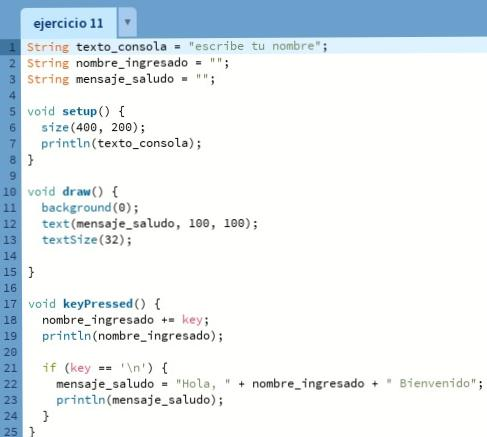 ejercicio 11
1 String texto_consola = "escribe tu nombre";
2 String nombre_ingresado = "";
3 String mensaje_saludo = "";
4
5 void setup() {
6   size(400, 200);
7   println(texto_consola);
8 }
9
10 void draw() {
11   background(0);
12   text(mensaje_saludo, 100, 100);
13   textSize(32);
14
15 }
16
17 void keyPressed() {
18   nombre_ingresado += key;
19   println(nombre_ingresado);
20
21   if (key == '\n') {
22     mensaje_saludo = "Hola, " + nombre_ingresado + " Bienvenido";
23     println(mensaje_saludo);
24   }
25 }